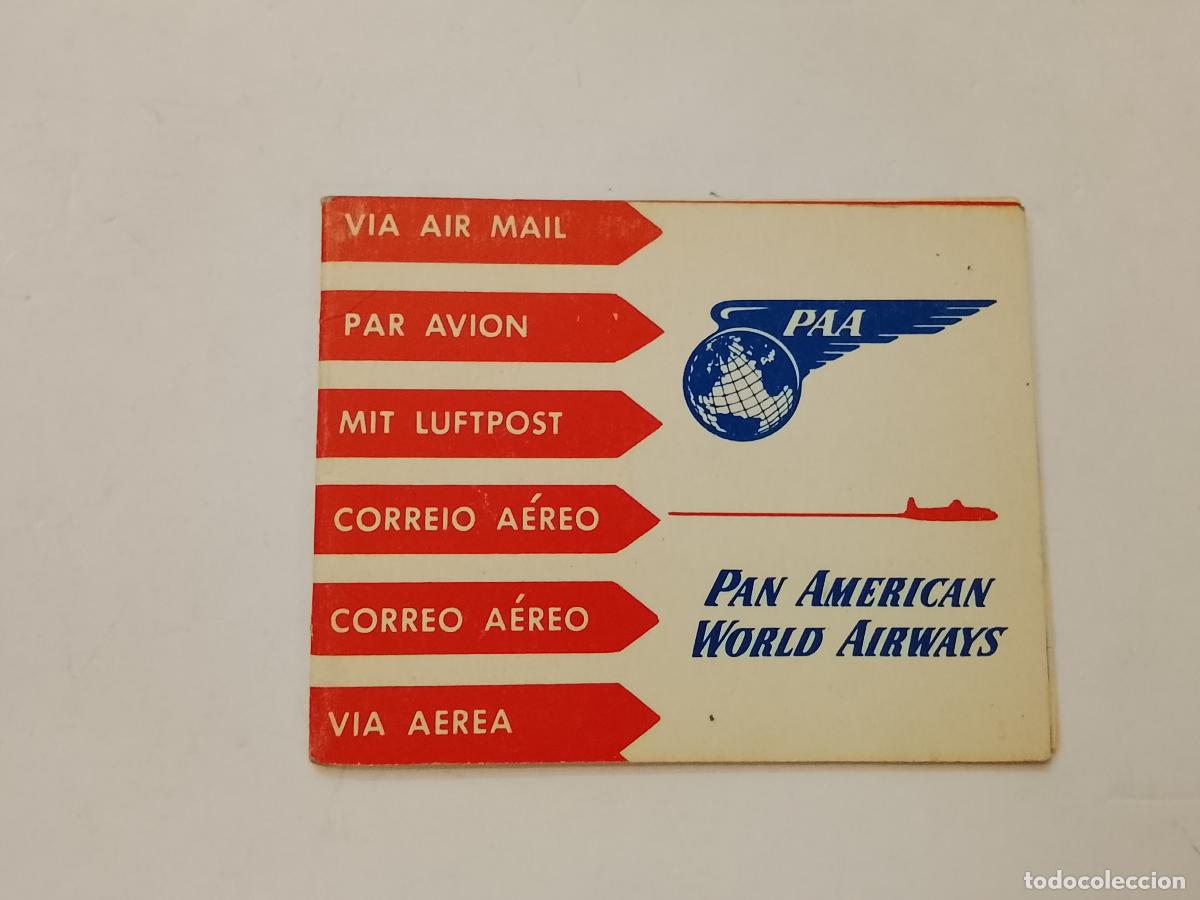 VIA AIR MAIL
PAR AVION
MIT LUFTPOST
CORREIO AÉREO
CORREO AÉREO
VIA AEREA
PAA
PAN AMERICAN
WORLD AIRWAYS
todocoleccion